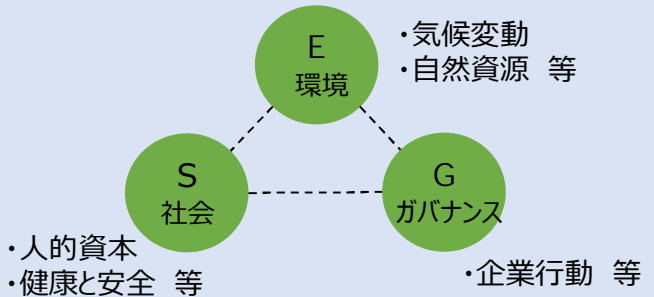 E
環境
・気候変動
・自然資源　等
S
社会
G
ガバナンス
・人的資本
・健康と安全　等
・企業行動　等